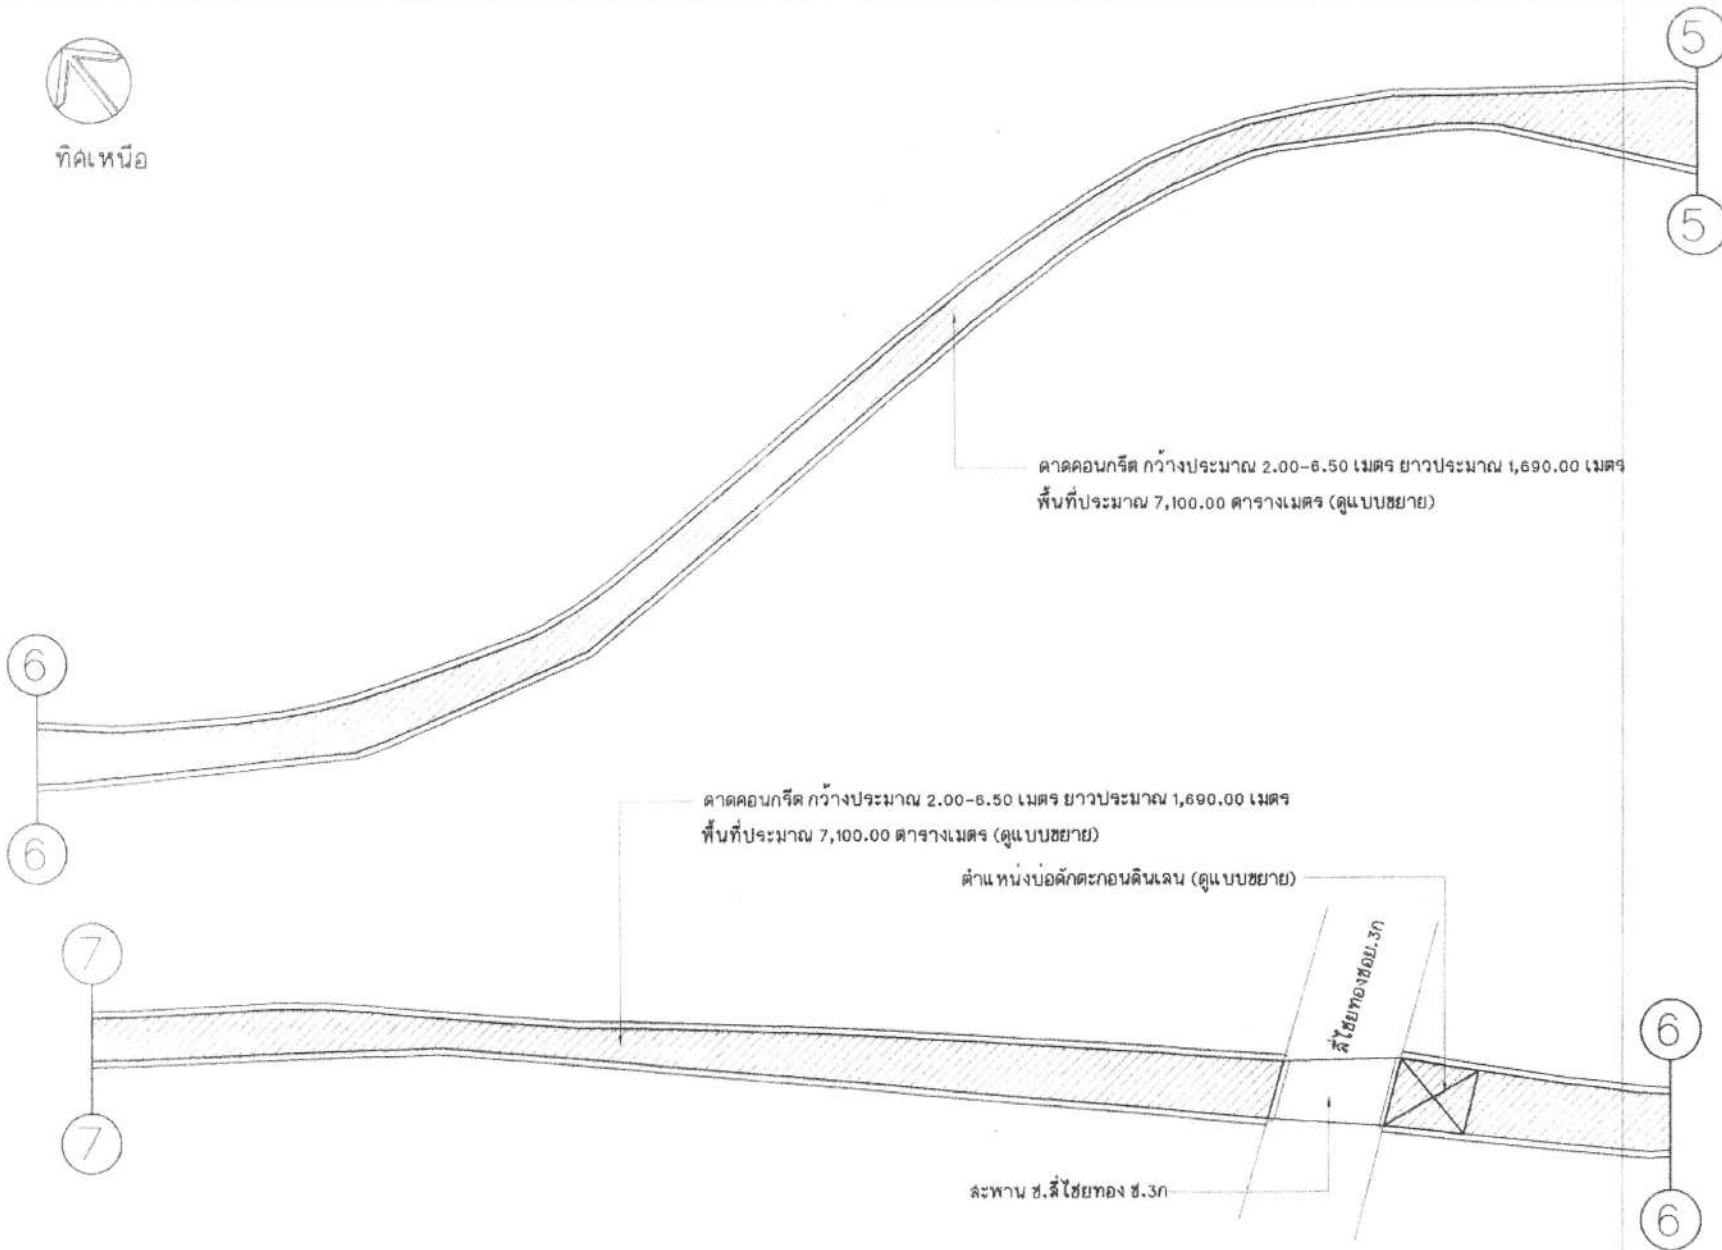 5
ทิศเหนือ
5
ดาดคอนกรีต กว้างประมาณ 2.00-6.50 เมตร ยาวประมาณ 1,690.00 เมตร
พื้นที่ประมาณ 7,100.00 ตารางเมตร (ดูแบบขยาย)
6
6
ดาดคอนกรีต กว้างประมาณ 2.00-6.50 เมตร ยาวประมาณ 1,690.00 เมตร
พื้นที่ประมาณ 7,100.00 ตารางเมตร (ดูแบบขยาย)
ตำแหน่งบ่อดักตะกอนดินเลน (ดูแบบขยาย)
7
ลี่ไซยทองซอย.3ก
6
7
สะพาน ซ.ลี่ไซยทอง ซ.3ก
6